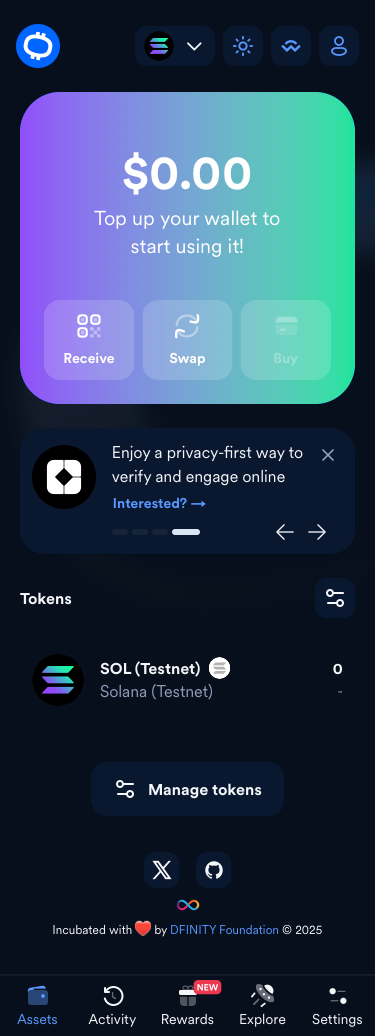 $0.00
Top up your wallet to
start using it!
Receive
Swap
Buy
Enjoy a privacy-first way to
verify and engage online
Interested? →
Tokens
SOL (Testnet)
0
Solana (Testnet)
-
Manage tokens
Incubated with ❤️ by DFINITY Foundation © 2025
NEW
Assets
Activity
Rewards
Explore
Settings